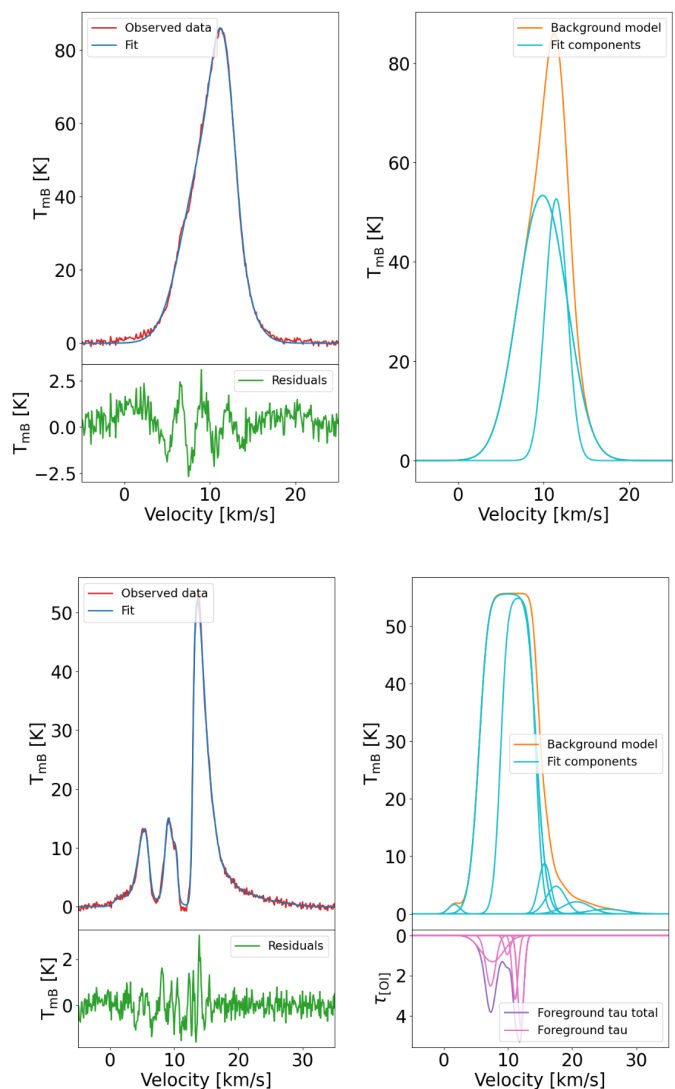 Observed data
Fit
80
60
40
20
0
T_mB [K]
Residuals
2.5
0.0
−2.5
T_mB [K]
0
10
20
Velocity [km/s]
Background model
Fit components
80
60
40
20
0
T_mB [K]
0
10
20
Velocity [km/s]
Observed data
Fit
50
40
30
20
10
0
T_mB [K]
Residuals
2
0
T_mB [K]
0
10
20
30
Velocity [km/s]
50
40
30
20
10
0
T_mB [K]
Background model
Fit components
0
2
4
τ_[OI]
Foreground tau total
Foreground tau
0
10
20
30
Velocity [km/s]